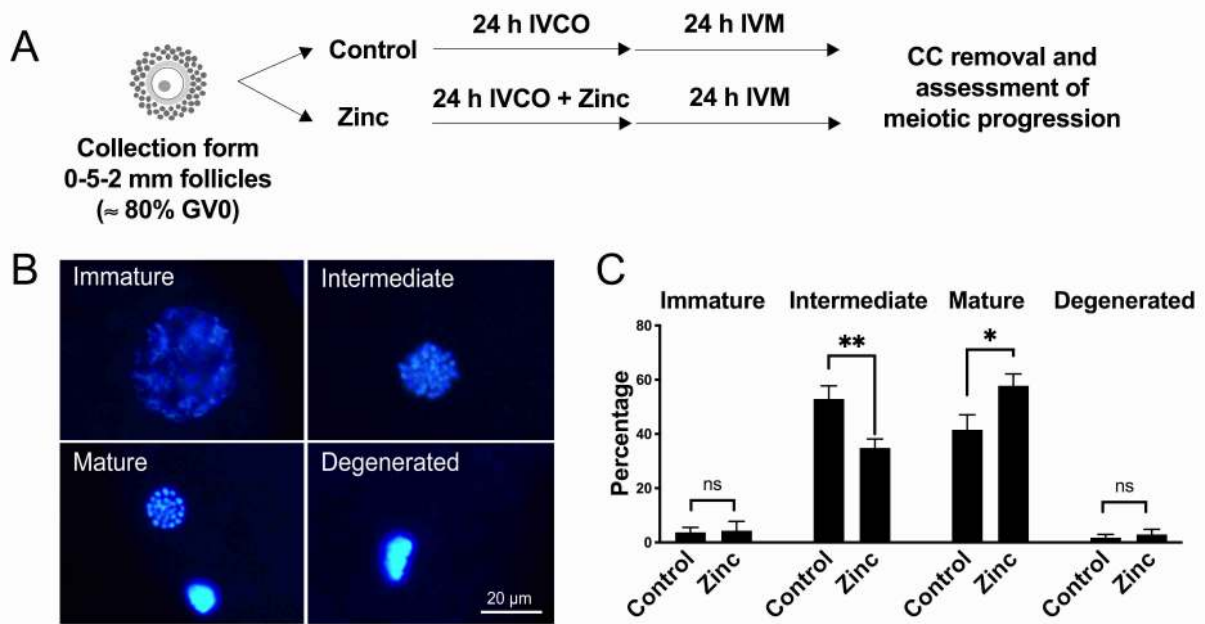 A
Collection form
0-5-2 mm follicles
(≈ 80% GV0)
Control
24 h IVCO
24 h IVM
Zinc
24 h IVCO + Zinc
24 h IVM
CC removal and
assessment of
meiotic progression
B
Immature
Intermediate
Mature
Degenerated
20 µm
C
Immature
Intermediate
Mature
Degenerated
Percentage
80
60
40
20
0
ns
**
*
ns
Control
Zinc
Control
Zinc
Control
Zinc
Control
Zinc